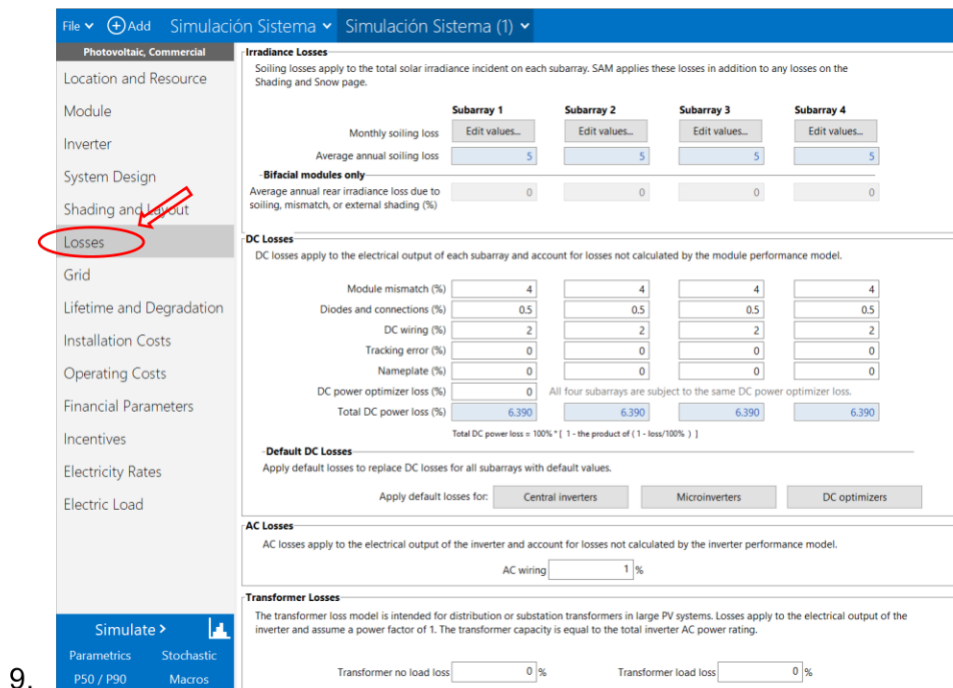 File Add Simulación Sistema Simulación Sistema (1)
Photovoltaic, Commercial
Location and Resource
Module
Inverter
System Design
Shading and Layout
Losses
Grid
Lifetime and Degradation
Installation Costs
Operating Costs
Financial Parameters
Incentives
Electricity Rates
Electric Load
Simulate >
Parametrics Stochastic
P50 / P90 Macros
Irradiance Losses
Soiling losses apply to the total solar irradiance incident on each subarray. SAM applies these losses in addition to any losses on the
Shading and Snow page.
Subarray 1 Subarray 2 Subarray 3 Subarray 4
Monthly soiling loss Edit values... Edit values... Edit values... Edit values...
Average annual soiling loss 5 5 5 5
Bifacial modules only
Average annual rear irradiance loss due to
soiling, mismatch, or external shading (%) 0 0 0 0
DC Losses
DC losses apply to the electrical output of each subarray and account for losses not calculated by the module performance model.
Module mismatch (%) 4 4 4 4
Diodes and connections (%) 0.5 0.5 0.5 0.5
DC wiring (%) 2 2 2 2
Tracking error (%) 0 0 0 0
Nameplate (%) 0 0 0 0
DC power optimizer loss (%) 0 All four subarrays are subject to the same DC power optimizer loss.
Total DC power loss (%) 6.390 6.390 6.390 6.390
Total DC power loss = 100% * [ 1 - the product of ( 1 - loss/100% ) ]
Default DC Losses
Apply default losses to replace DC losses for all subarrays with default values.
Apply default losses for: Central inverters Microinverters DC optimizers
AC Losses
AC losses apply to the electrical output of the inverter and account for losses not calculated by the inverter performance model.
AC wiring 1 %
Transformer Losses
The transformer loss model is intended for distribution or substation transformers in large PV systems. Losses apply to the electrical output of the
inverter and assume a power factor of 1. The transformer capacity is equal to the total inverter AC power rating.
Transformer no load loss 0 % Transformer load loss 0 %
9.